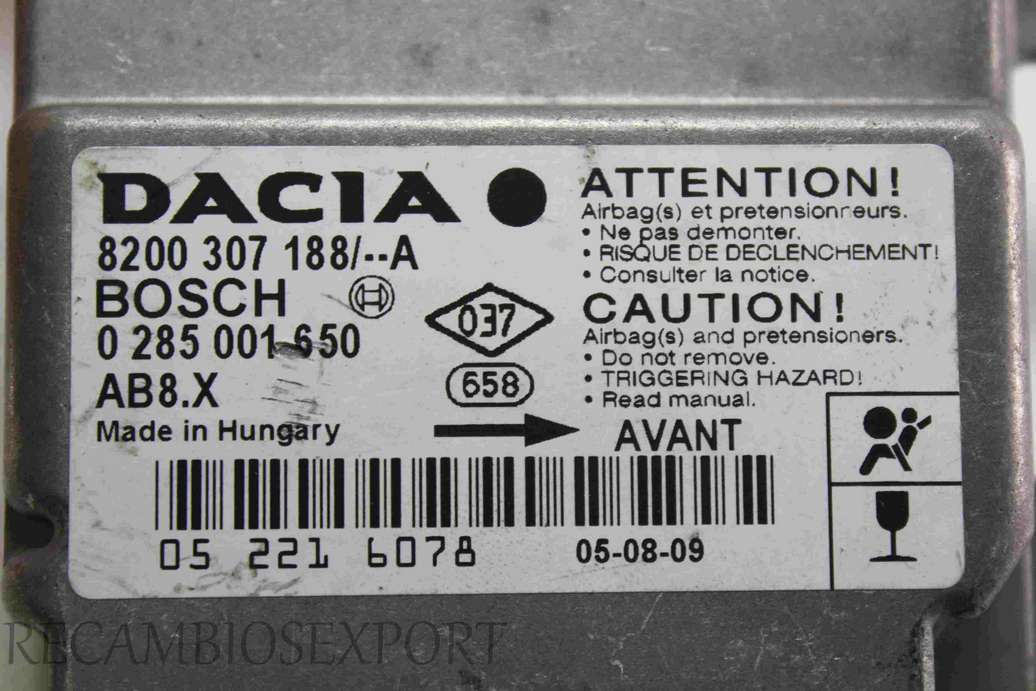 DACIA
8200 307 188/--A
BOSCH
0 285 001 650
AB8.X
Made in Hungary
037
658
ATTENTION!
Airbag(s) et pretensionneurs.
• Ne pas demonter.
• RISQUE DE DECLENCHEMENT!
• Consulter la notice.
CAUTION!
Airbag(s) and pretensioners.
• Do not remove.
• TRIGGERING HAZARD!
• Read manual.
AVANT
05 221 6078
05-08-09
RECAMBIOSEXPORT